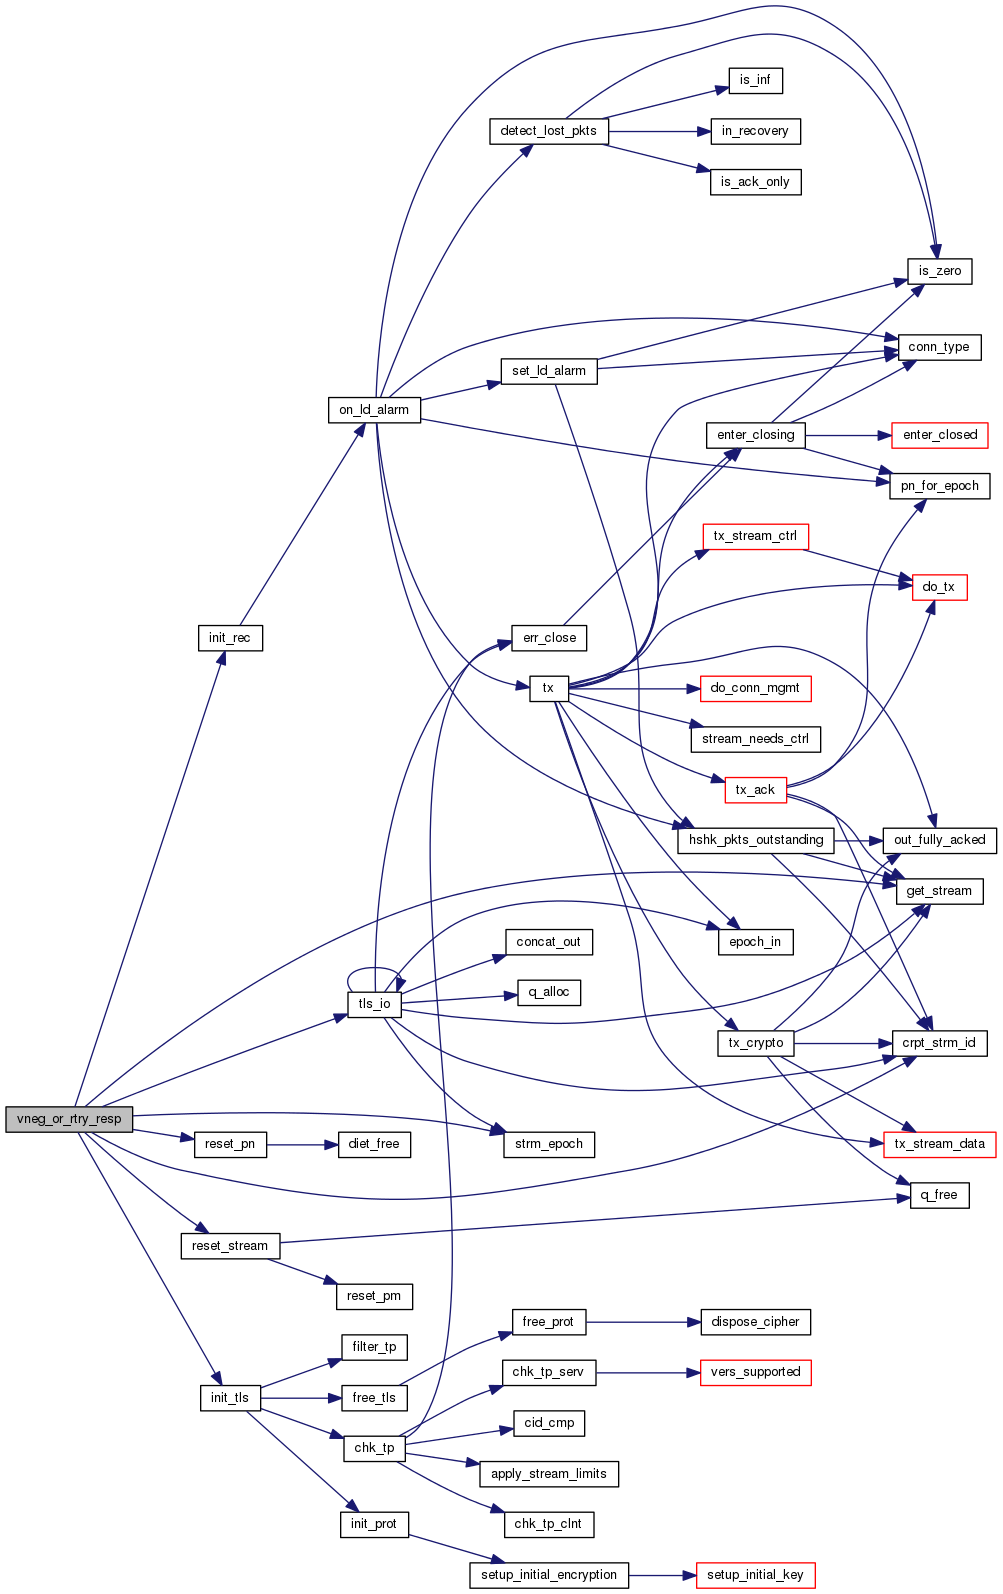 is_inf
detect_lost_pkts
in_recovery
is_ack_only
is_zero
conn_type
set_ld_alarm
on_ld_alarm
enter_closing
enter_closed
pn_for_epoch
tx_stream_ctrl
do_tx
init_rec
err_close
tx
do_conn_mgmt
stream_needs_ctrl
tx_ack
hshk_pkts_outstanding
out_fully_acked
get_stream
concat_out
epoch_in
q_alloc
tls_io
tx_crypto
crpt_strm_id
vneg_or_rtry_resp
reset_pn
diet_free
strm_epoch
tx_stream_data
q_free
reset_stream
reset_pm
free_prot
dispose_cipher
filter_tp
chk_tp_serv
vers_supported
init_tls
free_tls
cid_cmp
chk_tp
apply_stream_limits
init_prot
chk_tp_clnt
setup_initial_encryption
setup_initial_key